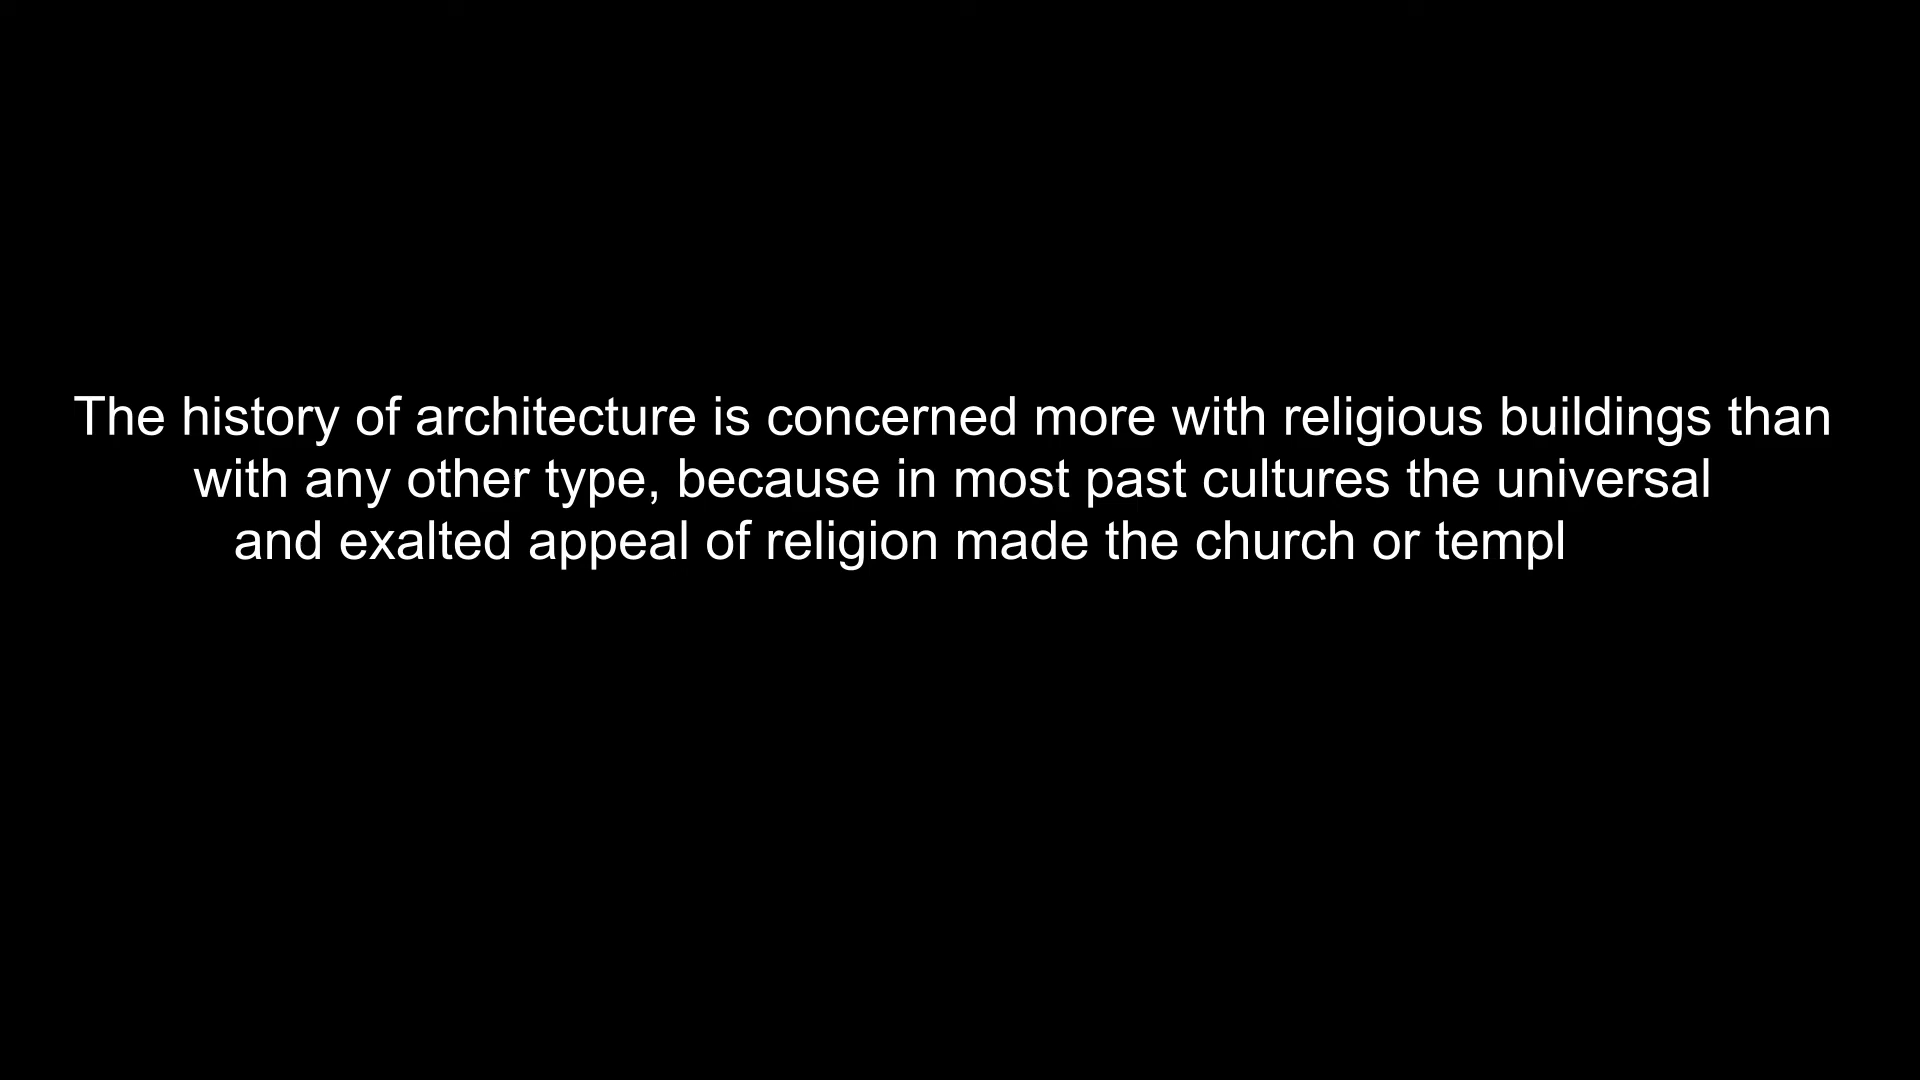 The history of architecture is concerned more with religious buildings than
with any other type, because in most past cultures the universal
and exalted appeal of religion made the church or templ